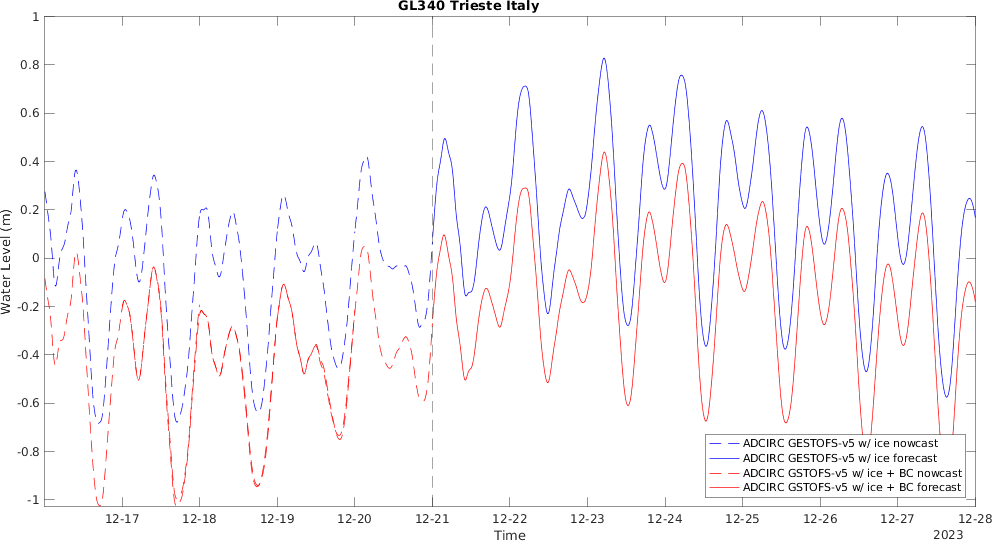 GL340 Trieste Italy
Water Level (m)
1
0.8
0.6
0.4
0.2
0
-0.2
-0.4
-0.6
-0.8
-1
ADCIRC GESTOFS-v5 w/ ice nowcast
ADCIRC GESTOFS-v5 w/ ice forecast
ADCIRC GSTOFS-v5 w/ ice + BC nowcast
ADCIRC GSTOFS-v5 w/ ice + BC forecast
12-17 12-18 12-19 12-20 12-21 12-22 12-23 12-24 12-25 12-26 12-27 12-28
Time
2023